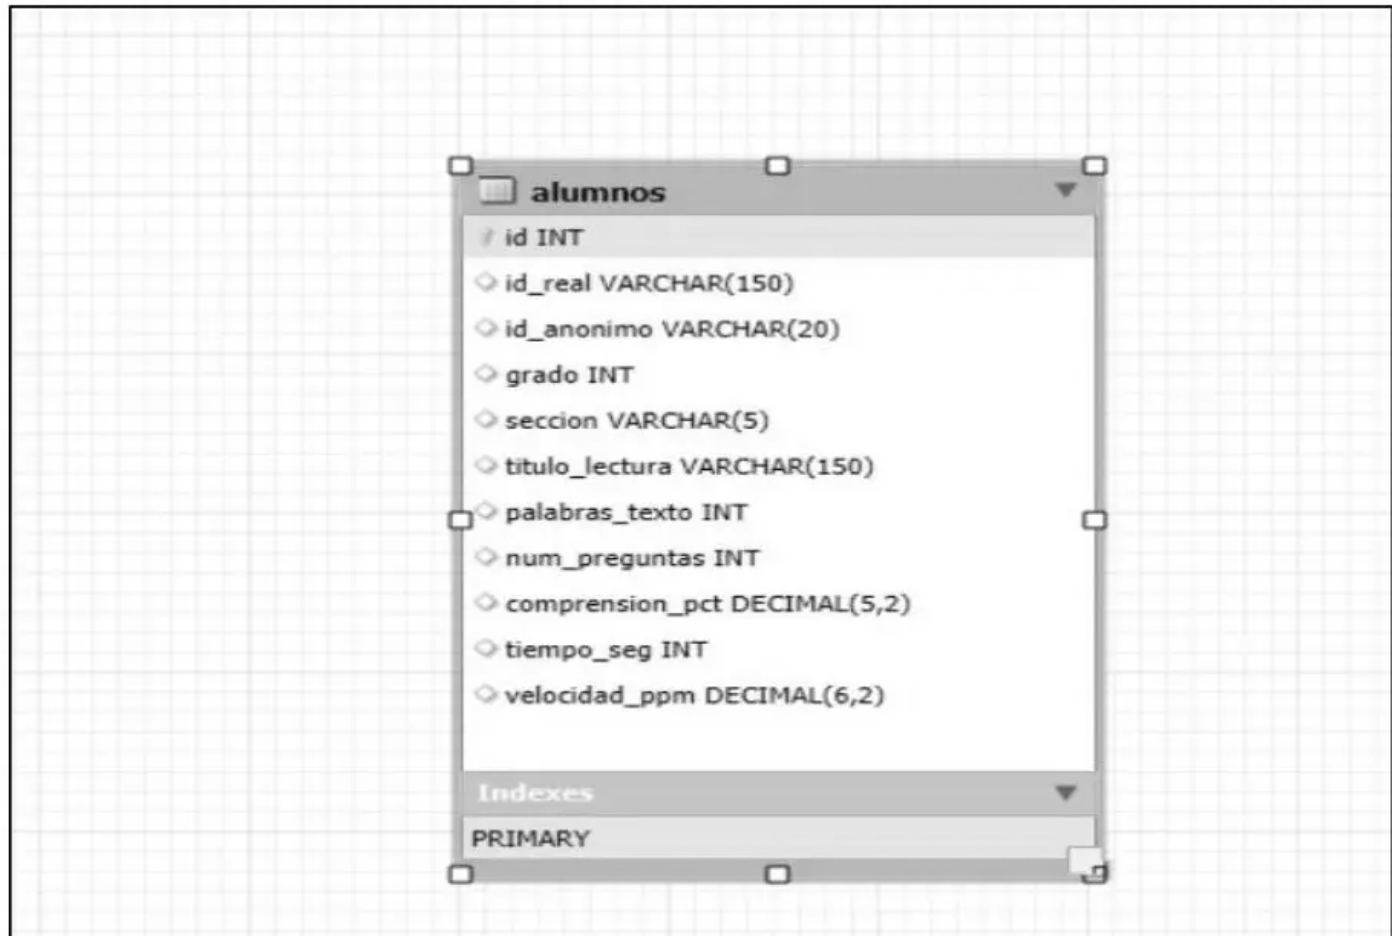 alumnos
id INT
id_real VARCHAR(150)
id_anonimo VARCHAR(20)
grado INT
seccion VARCHAR(5)
titulo_lectura VARCHAR(150)
palabras_texto INT
num_preguntas INT
comprension_pct DECIMAL(5,2)
tiempo_seg INT
velocidad_ppm DECIMAL(6,2)
Indexes
PRIMARY